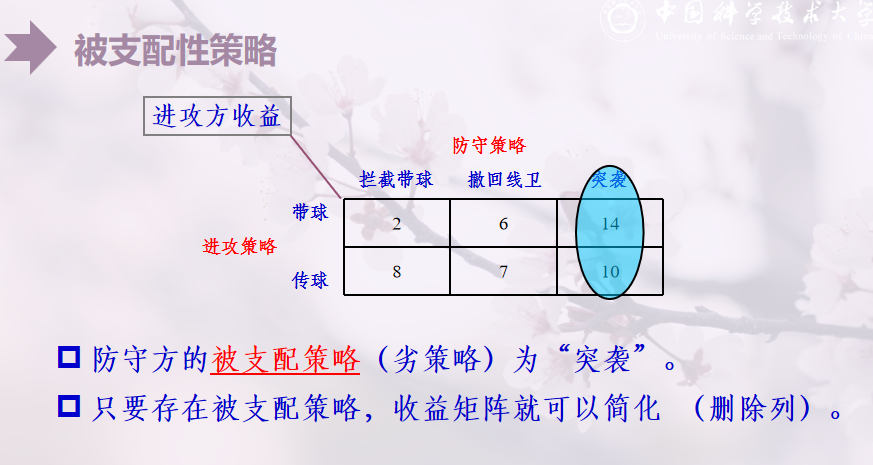 中国科学技术大学
University of Science and Technology of China
被支配性策略
进攻方收益
防守策略
拦截带球 撤回线卫 突袭
带球 2 6 14
进攻策略
传球 8 7 10
防守方的被支配策略（劣策略）为“突袭”。
只要存在被支配策略，收益矩阵就可以简化 （删除列）。